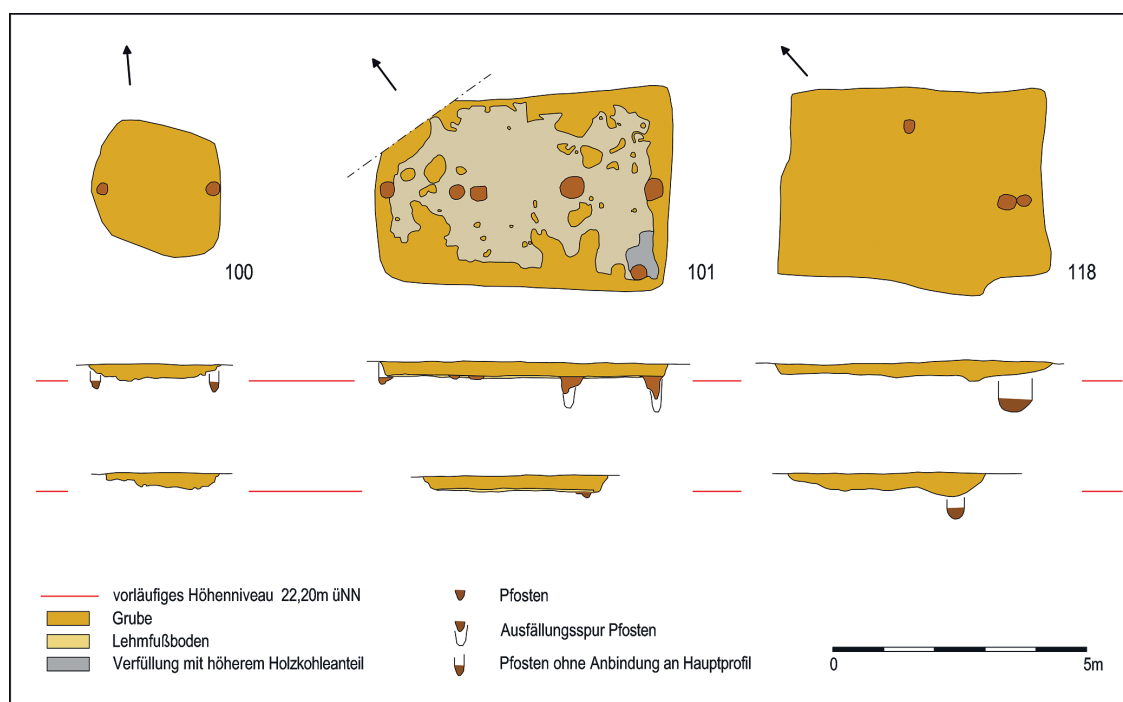 100
101
118
vorläufiges Höhenniveau 22,20m üNN
Grube
Lehmfußboden
Verfüllung mit höherem Holzkohleanteil
Pfosten
Ausfällungsspur Pfosten
Pfosten ohne Anbindung an Hauptprofil
0 5m